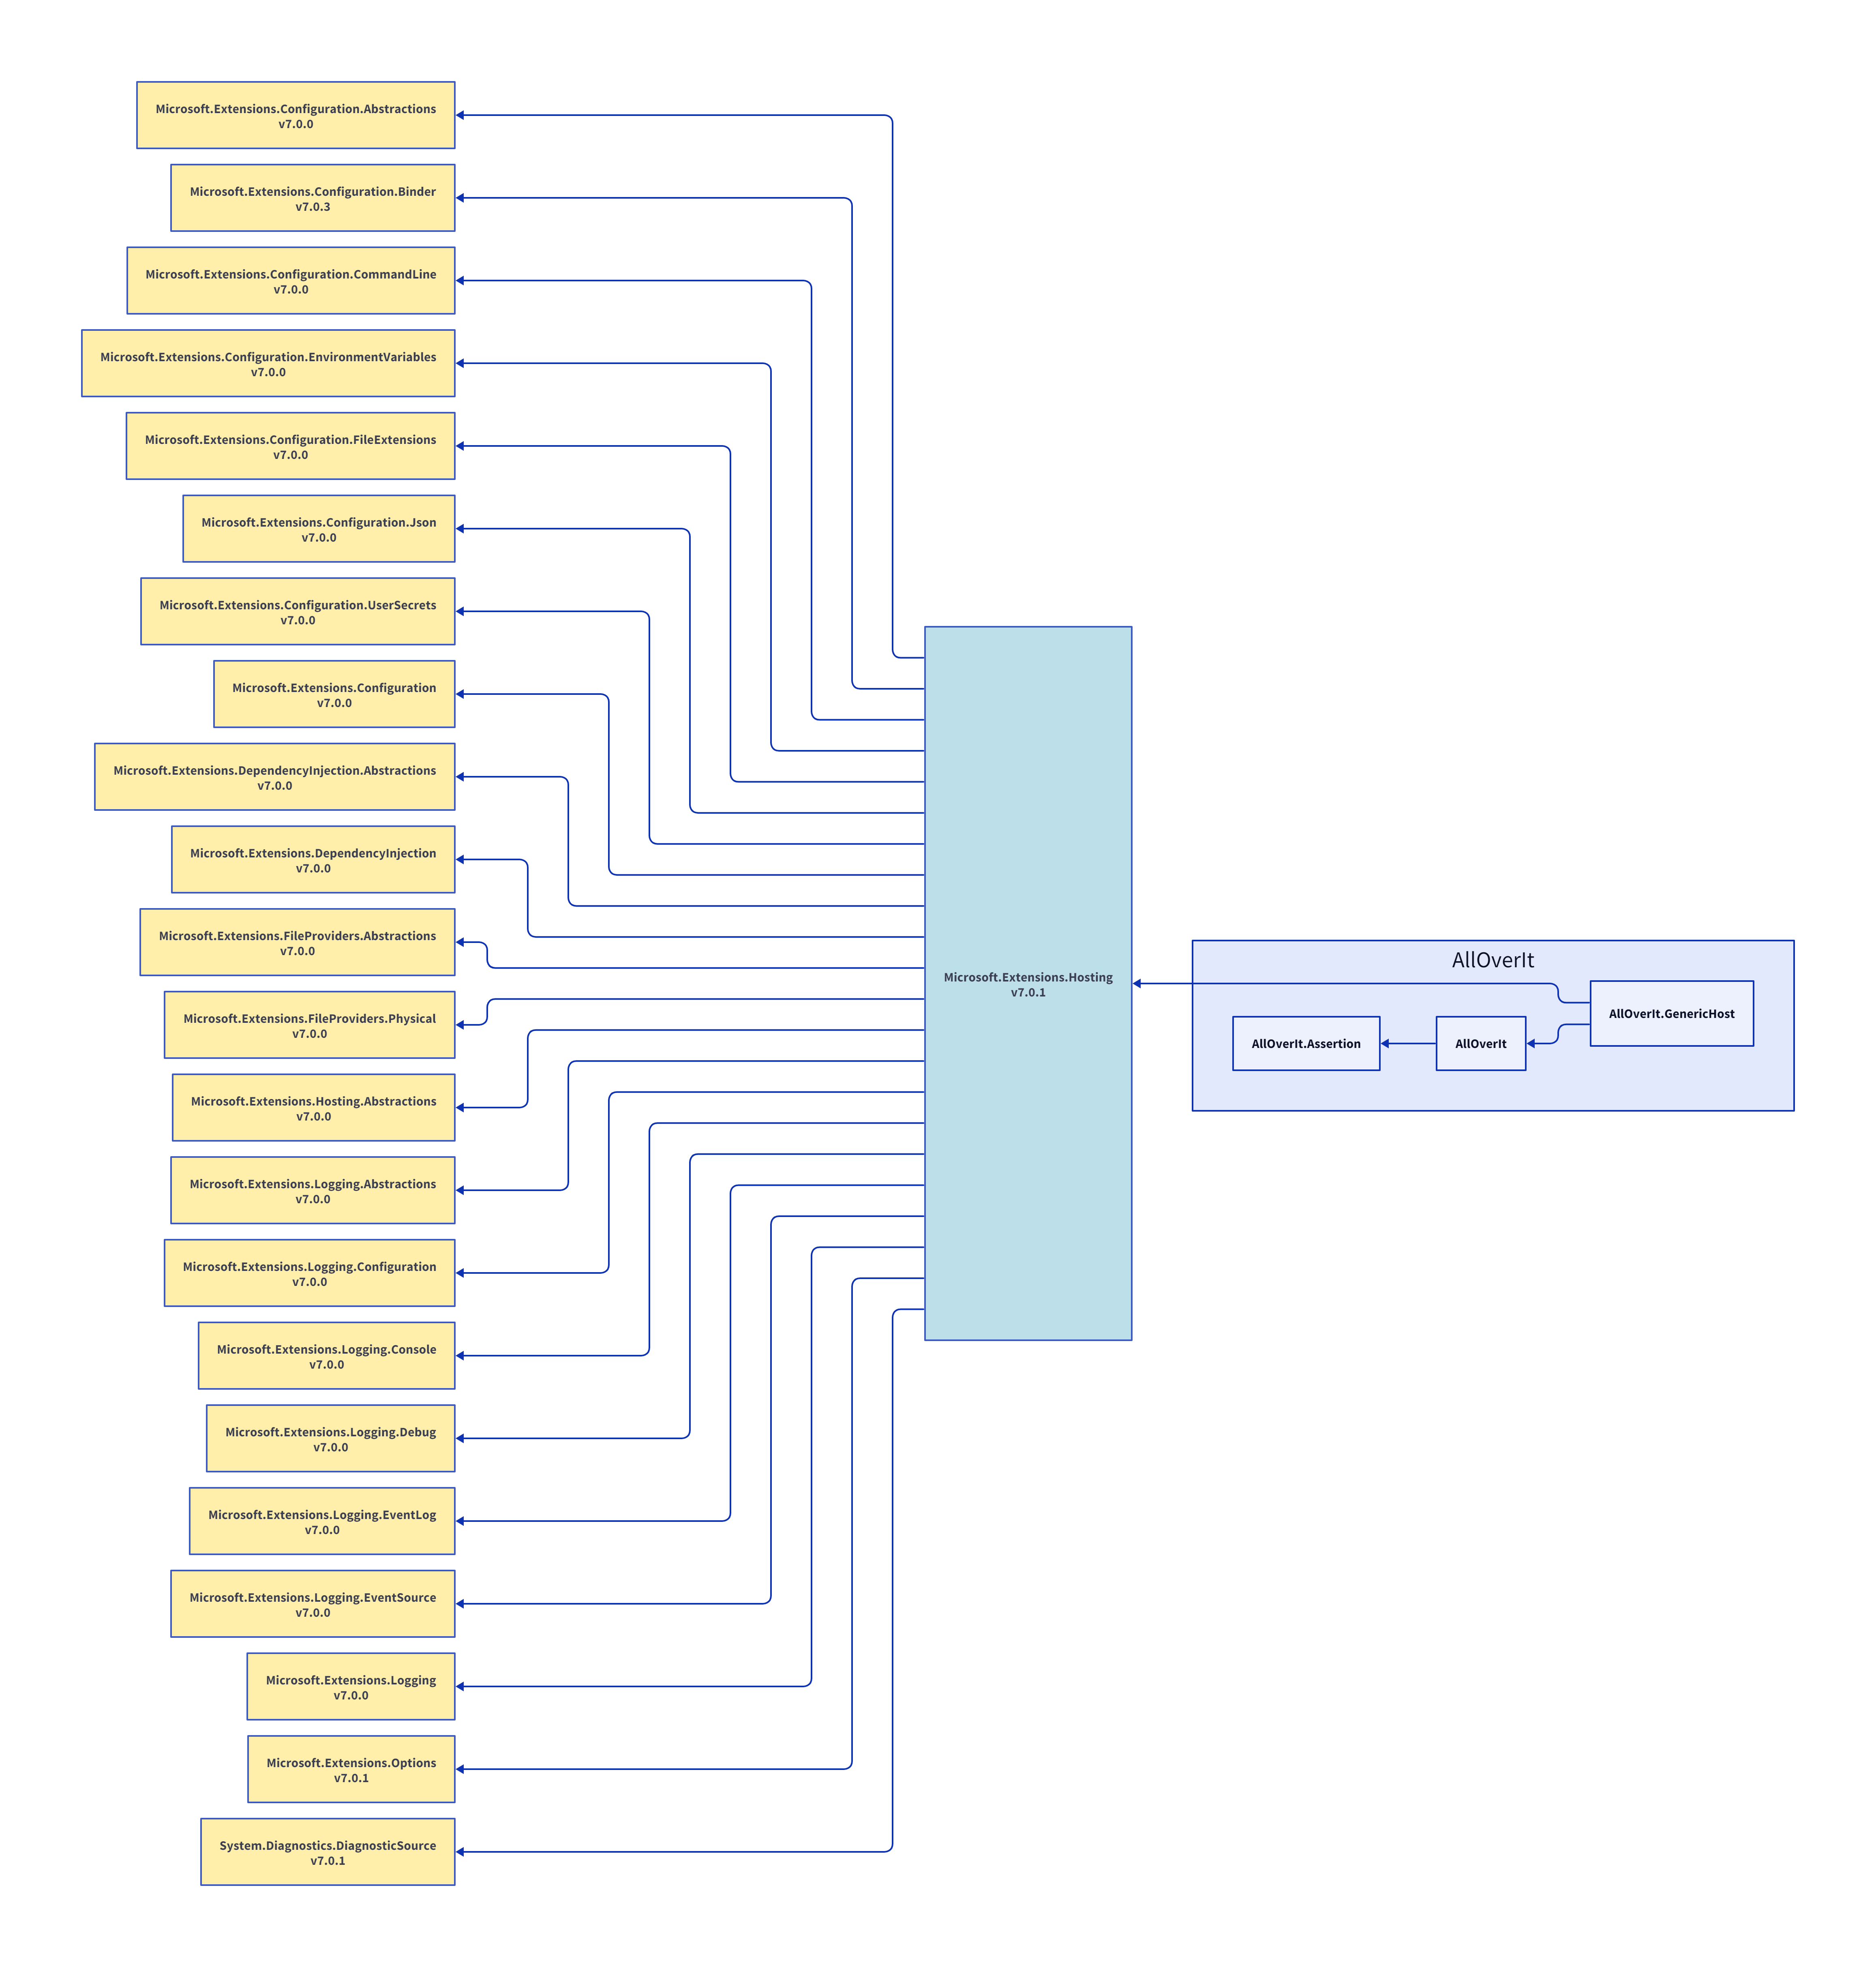 Microsoft.Extensions.Configuration.Abstractions
v7.0.0
Microsoft.Extensions.Configuration.Binder
v7.0.3
Microsoft.Extensions.Configuration.CommandLine
v7.0.0
Microsoft.Extensions.Configuration.EnvironmentVariables
v7.0.0
Microsoft.Extensions.Configuration.FileExtensions
v7.0.0
Microsoft.Extensions.Configuration.Json
v7.0.0
Microsoft.Extensions.Configuration.UserSecrets
v7.0.0
Microsoft.Extensions.Configuration
v7.0.0
Microsoft.Extensions.DependencyInjection.Abstractions
v7.0.0
Microsoft.Extensions.DependencyInjection
v7.0.0
Microsoft.Extensions.FileProviders.Abstractions
v7.0.0
Microsoft.Extensions.FileProviders.Physical
v7.0.0
Microsoft.Extensions.Hosting.Abstractions
v7.0.0
Microsoft.Extensions.Logging.Abstractions
v7.0.0
Microsoft.Extensions.Logging.Configuration
v7.0.0
Microsoft.Extensions.Logging.Console
v7.0.0
Microsoft.Extensions.Logging.Debug
v7.0.0
Microsoft.Extensions.Logging.EventLog
v7.0.0
Microsoft.Extensions.Logging.EventSource
v7.0.0
Microsoft.Extensions.Logging
v7.0.0
Microsoft.Extensions.Options
v7.0.1
System.Diagnostics.DiagnosticSource
v7.0.1
Microsoft.Extensions.Hosting
v7.0.1
AllOverIt
AllOverIt.Assertion
AllOverIt
AllOverIt.GenericHost